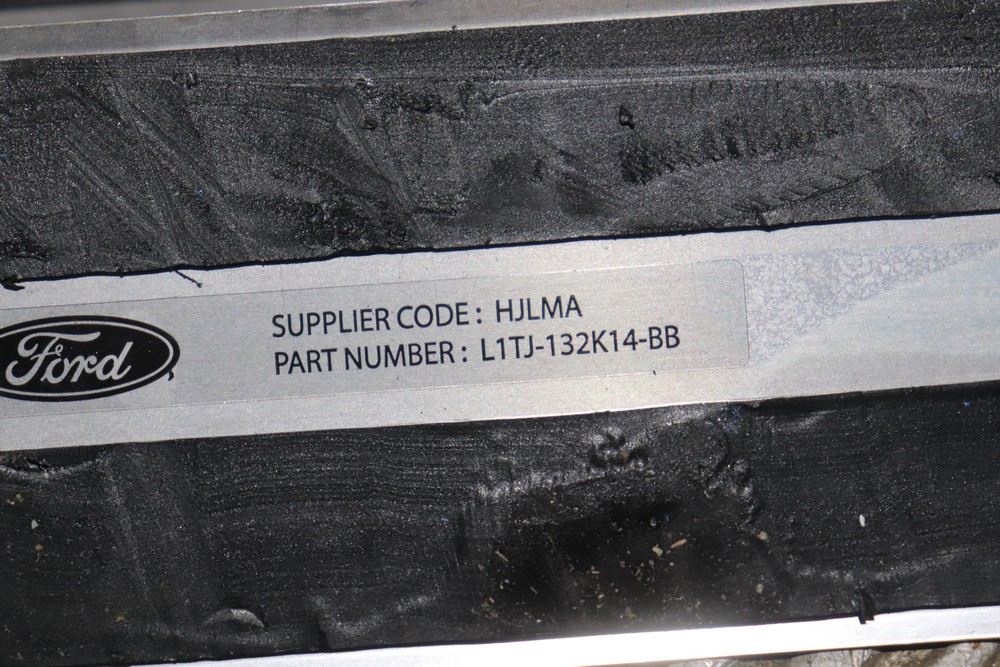 Ford
SUPPLIER CODE : HJLMA
PART NUMBER : L1TJ-132K14-BB